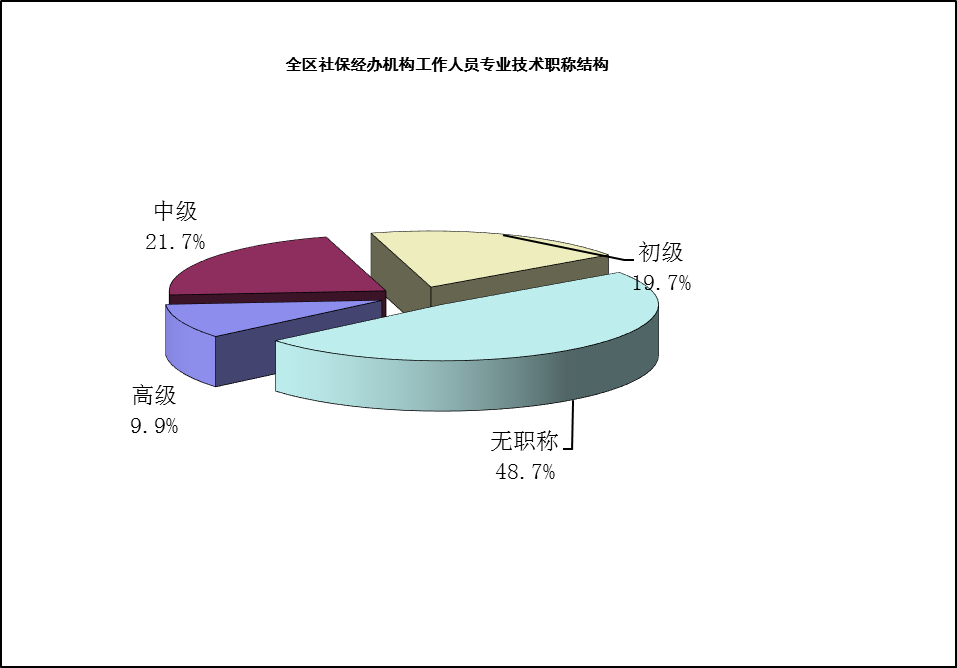 全区社保经办机构工作人员专业技术职称结构
中级
21.7%
初级
19.7%
高级
9.9%
无职称
48.7%